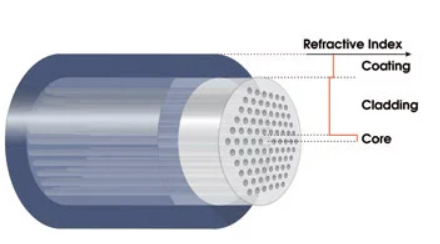 Refractive Index
Coating
Cladding
Core